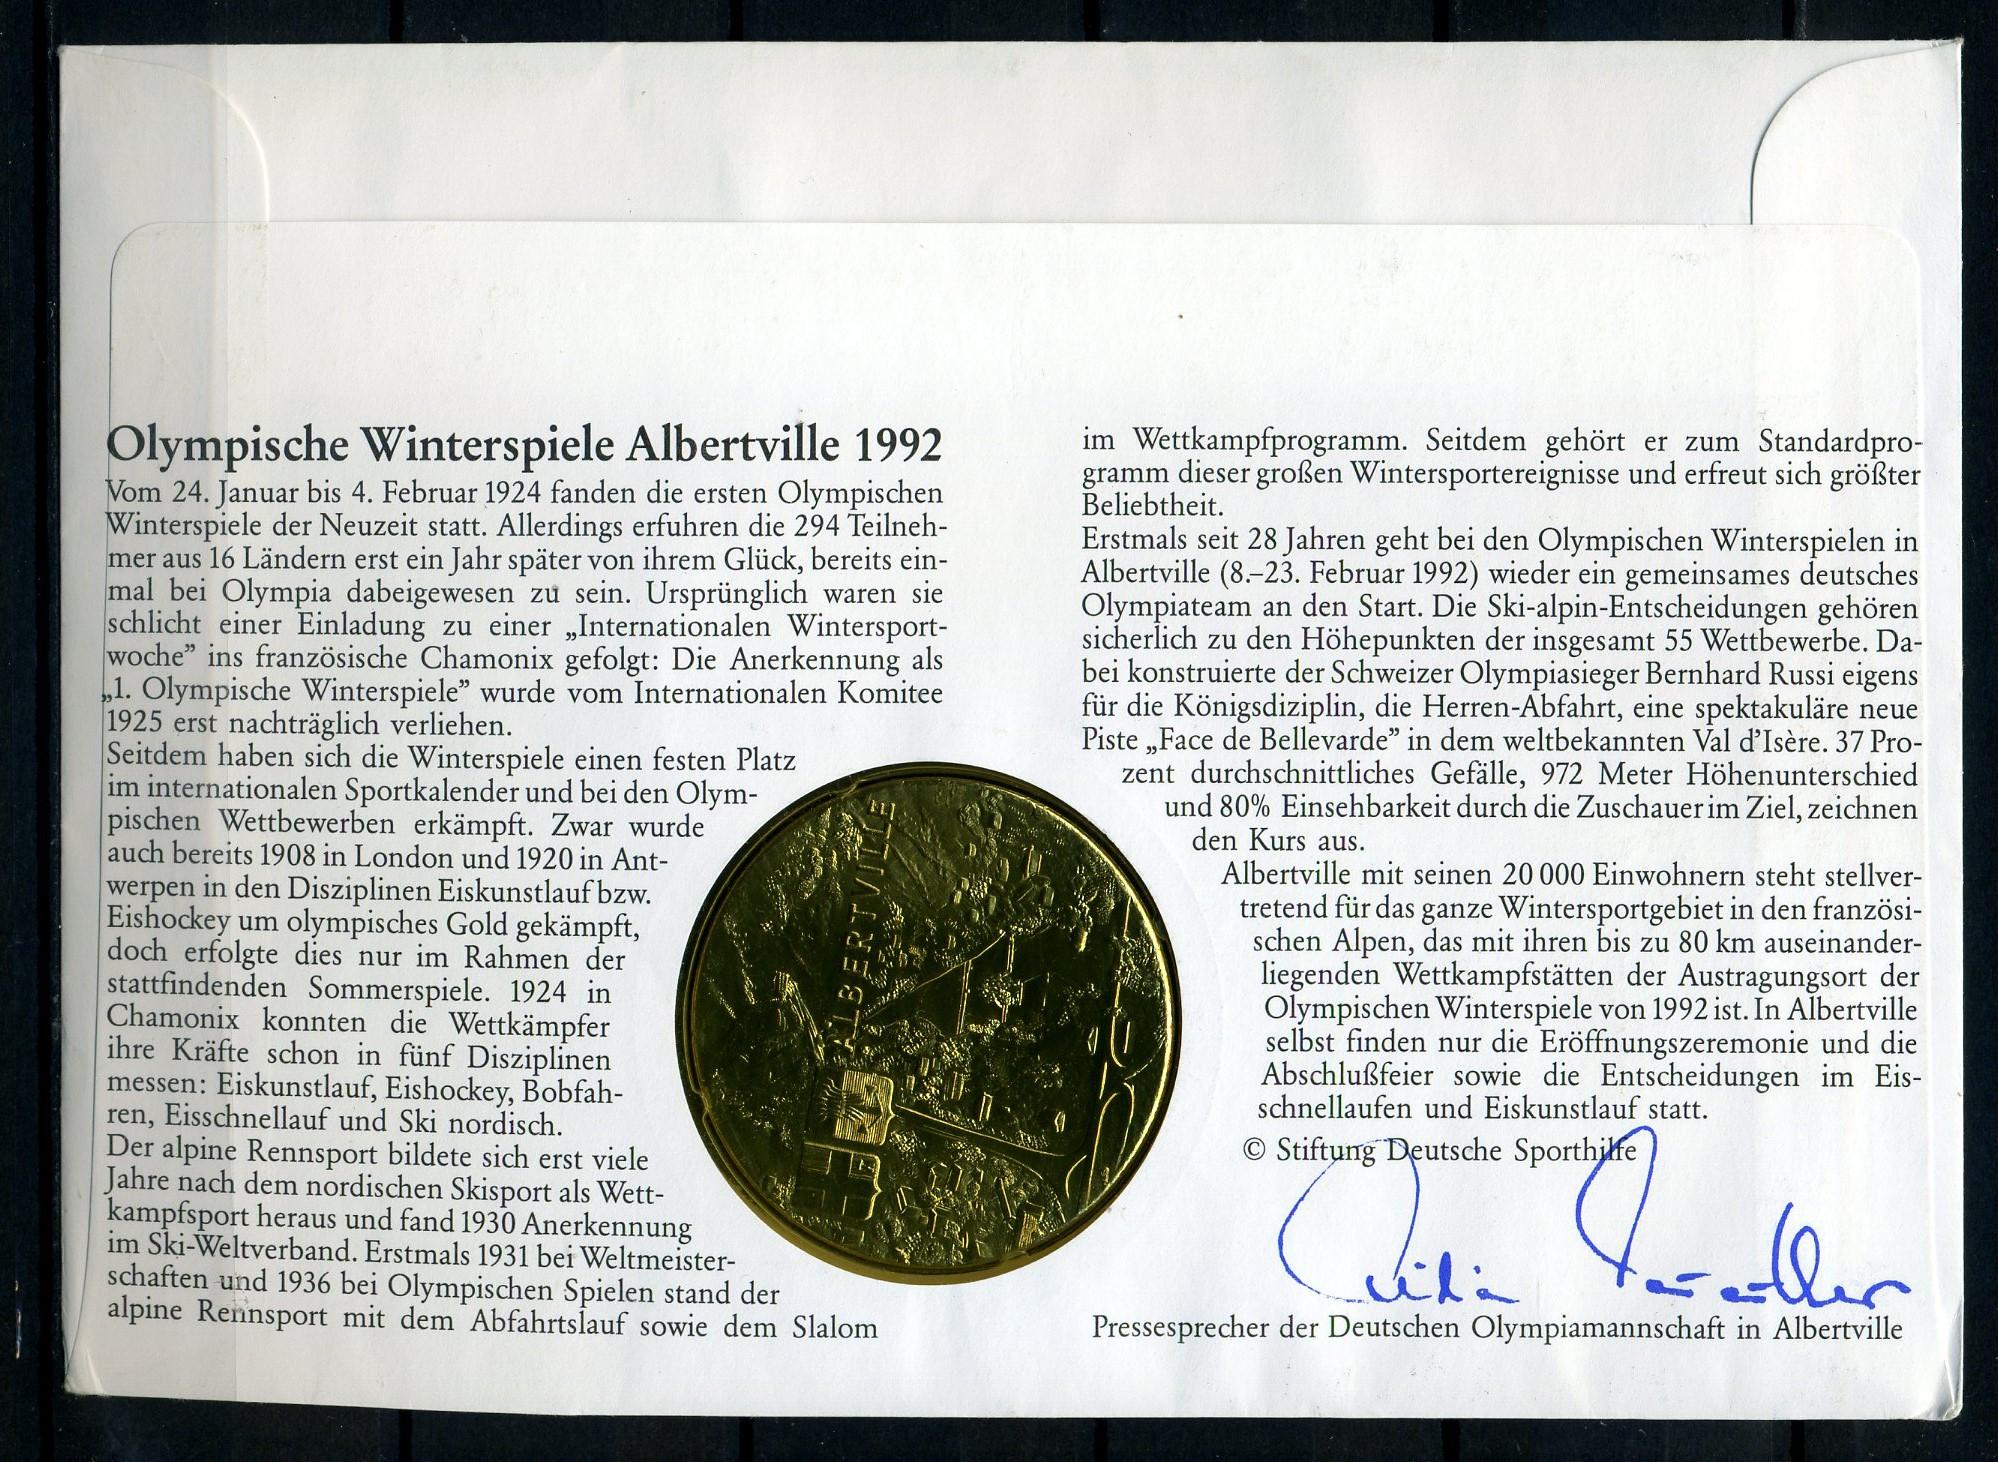 Olympische Winterspiele Albertville 1992
Vom 24. Januar bis 4. Februar 1924 fanden die ersten Olympischen
Winterspiele der Neuzeit statt. Allerdings erfuhren die 294 Teilneh-
mer aus 16 Ländern erst ein Jahr später von ihrem Glück, bereits ein-
mal bei Olympia dabeigewesen zu sein. Ursprünglich waren sie
schlicht einer Einladung zu einer „Internationalen Wintersport-
woche” ins französische Chamonix gefolgt: Die Anerkennung als
„1. Olympische Winterspiele” wurde vom Internationalen Komitee
1925 erst nachträglich verliehen.
Seitdem haben sich die Winterspiele einen festen Platz
im internationalen Sportkalender und bei den Olym-
pischen Wettbewerben erkämpft. Zwar wurde
auch bereits 1908 in London und 1920 in Ant-
werpen in den Disziplinen Eiskunstlauf bzw.
Eishockey um olympisches Gold gekämpft,
doch erfolgte dies nur im Rahmen der
stattfindenden Sommerspiele. 1924 in
Chamonix konnten die Wettkämpfer
ihre Kräfte schon in fünf Disziplinen
messen: Eiskunstlauf, Eishockey, Bobfah-
ren, Eisschnellauf und Ski nordisch.
Der alpine Rennsport bildete sich erst viele
Jahre nach dem nordischen Skisport als Wett-
kampfsport heraus und fand 1930 Anerkennung
im Ski-Weltverband. Erstmals 1931 bei Weltmeister-
schaften und 1936 bei Olympischen Spielen stand der
alpine Rennsport mit dem Abfahrtslauf sowie dem Slalom
im Wettkampfprogramm. Seitdem gehört er zum Standardpro-
gramm dieser großen Wintersportereignisse und erfreut sich größter
Beliebtheit.
Erstmals seit 28 Jahren geht bei den Olympischen Winterspielen in
Albertville (8.–23. Februar 1992) wieder ein gemeinsames deutsches
Olympiateam an den Start. Die Ski-alpin-Entscheidungen gehören
sicherlich zu den Höhepunkten der insgesamt 55 Wettbewerbe. Da-
bei konstruierte der Schweizer Olympiasieger Bernhard Russi eigens
für die Königsdiziplin, die Herren-Abfahrt, eine spektakuläre neue
Piste „Face de Bellevarde” in dem weltbekannten Val d’Isère. 37 Pro-
zent durchschnittliches Gefälle, 972 Meter Höhenunterschied
und 80% Einsehbarkeit durch die Zuschauer im Ziel, zeichnen
den Kurs aus.
Albertville mit seinen 20 000 Einwohnern steht stellver-
tretend für das ganze Wintersportgebiet in den französi-
schen Alpen, das mit ihren bis zu 80 km auseinander-
liegenden Wettkampfstätten der Austragungsort der
Olympischen Winterspiele von 1992 ist. In Albertville
selbst finden nur die Eröffnungszeremonie und die
Abschlußfeier sowie die Entscheidungen im Eis-
schnellaufen und Eiskunstlauf statt.
© Stiftung Deutsche Sporthilfe
Pressesprecher der Deutschen Olympiamannschaft in Albertville
ALBERTVILLE